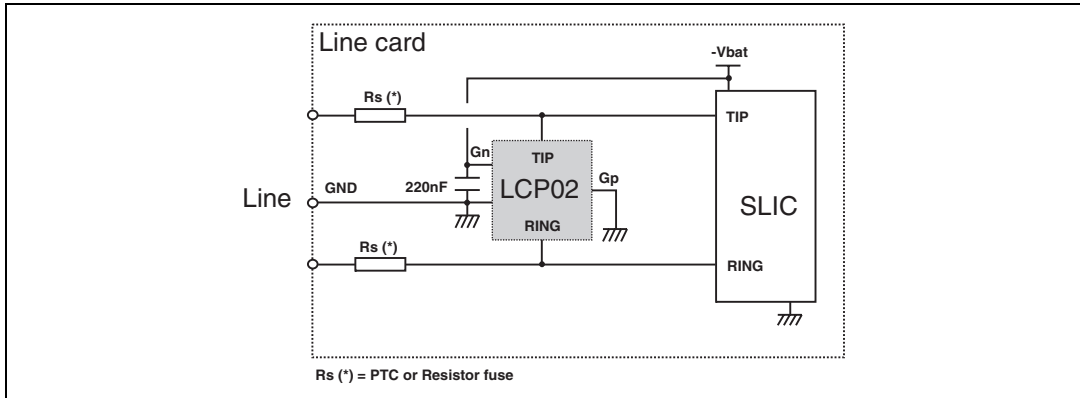 Line card
-Vbat
Rs (*)
TIP
Gn
TIP
Gp
Line
GND
220nF
LCP02
SLIC
RING
Rs (*)
RING
Rs (*) = PTC or Resistor fuse